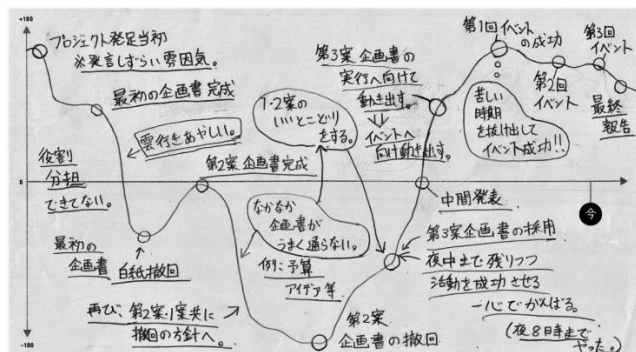 +100
プロジェクト発足当初
※発言しずらい雰囲気。
最初の企画書完成
雲行きあやしい。
役割
分担
できてない。
最初の
企画書
白紙撤回
第2案企画書完成
再び、第2案・1案共に
撤回の方針へ。
1・2案の
いいとこどり
をする。
なかなか
企画書が
うまく通らない。
例：予算
アイデア等
第2案
企画書の撤回
第3案企画書の
実行へ向けて
動き出す。
イベントへ
向け動き出す。
中間発表
第3案企画書の採用
夜中まで残りつつ
活動を成功させる
一心でがんばる。
(夜8時まで
やった。)
第1回イベント
の成功
苦しい
時期
を抜け出して
イベント成功!!
第2回
イベント
第3回
イベント
最終
報告
今
0
-100